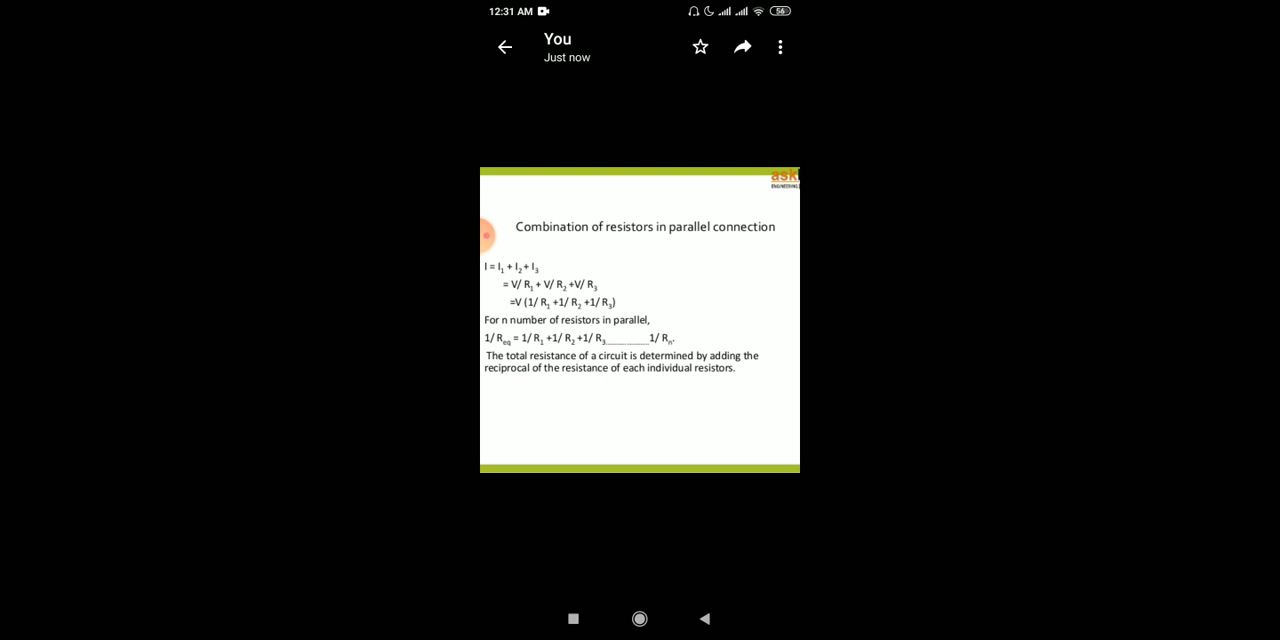 12:31 AM
56
You
Just now
ask
ENGINEERING
Combination of resistors in parallel connection
I = I₁ + I₂ + I₃
= V/ R₁ + V/ R₂ +V/ R₃
=V (1/ R₁ +1/ R₂ +1/ R₃)
For n number of resistors in parallel,
1/ Req = 1/ R₁ +1/ R₂ +1/ R₃..................1/ Rₙ.
The total resistance of a circuit is determined by adding the
reciprocal of the resistance of each individual resistors.